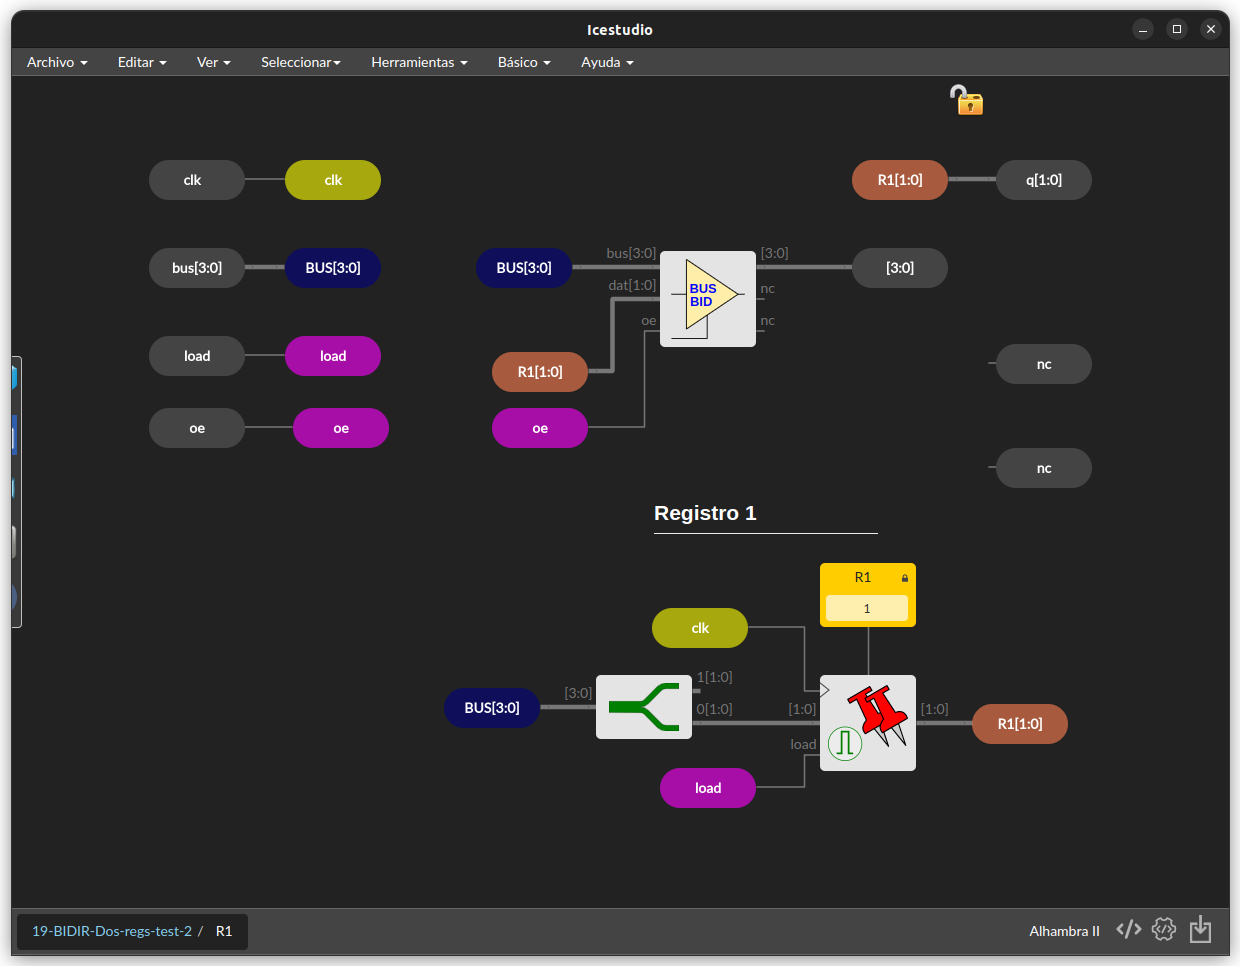 Icestudio
Archivo Editar Ver Seleccionar Herramientas Básico Ayuda
clk clk R1[1:0] q[1:0]
bus[3:0] BUS[3:0] BUS[3:0] bus[3:0] [3:0] [3:0]
dat[1:0] BUS BID nc
oe nc
load load R1[1:0] nc
oe oe oe
nc
Registro 1
R1
1
clk
BUS[3:0] [3:0] 1[1:0]
0[1:0] [1:0] [1:0] R1[1:0]
load
load
19-BIDIR-Dos-regs-test-2 / R1 Alhambra II </>